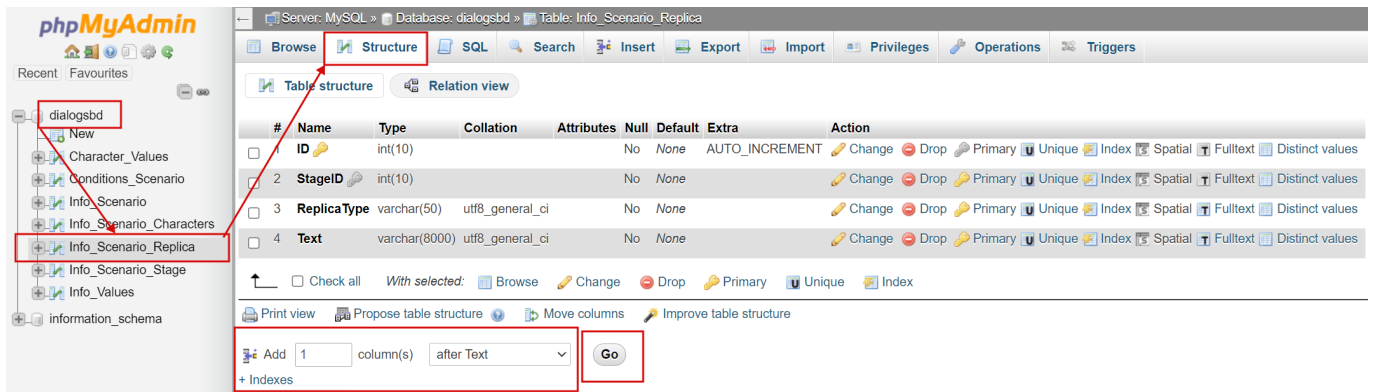 phpMyAdmin
Recent Favourites
dialogsbd
New
Character_Values
Conditions_Scenario
Info_Scenario
Info_Scenario_Characters
Info_Scenario_Replica
Info_Scenario_Stage
Info_Values
information_schema
Server: MySQL » Database: dialogsbd » Table: Info_Scenario_Replica
Browse Structure SQL Search Insert Export Import Privileges Operations Triggers
Table structure Relation view
# Name Type Collation Attributes Null Default Extra Action
1 ID int(10) No None AUTO_INCREMENT Change Drop Primary Unique Index Spatial Fulltext Distinct values
2 StageID int(10) No None Change Drop Primary Unique Index Spatial Fulltext Distinct values
3 ReplicaType varchar(50) utf8_general_ci No None Change Drop Primary Unique Index Spatial Fulltext Distinct values
4 Text varchar(8000) utf8_general_ci No None Change Drop Primary Unique Index Spatial Fulltext Distinct values
Check all With selected: Browse Change Drop Primary Unique Index
Print view Propose table structure Move columns Improve table structure
Add 1 column(s) after Text Go
+ Indexes